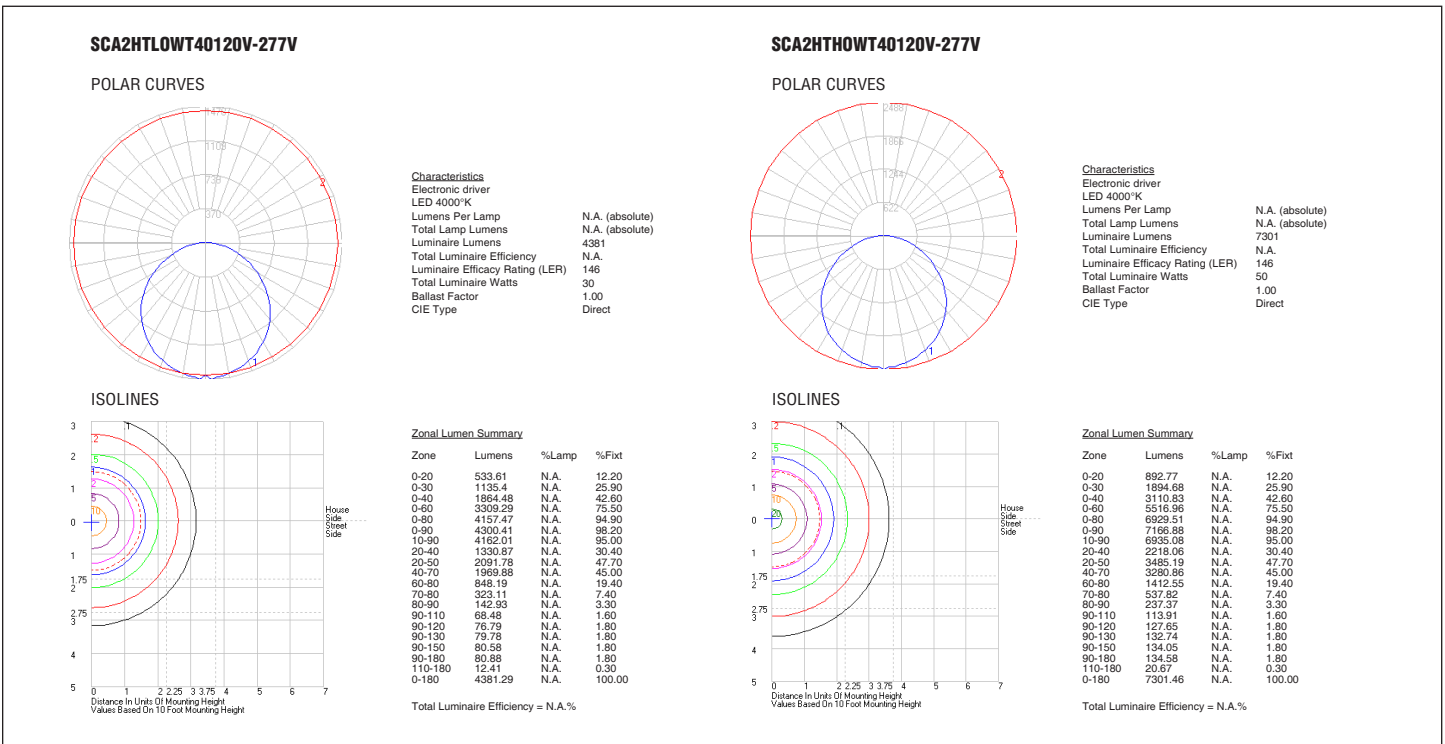 SCA2HTLOWT40120V-277V
POLAR CURVES
1479
1109
739
370
2
1
Characteristics
Electronic driver
LED 4000°K
Lumens Per Lamp N.A. (absolute)
Total Lamp Lumens N.A. (absolute)
Luminaire Lumens 4381
Total Luminaire Efficiency N.A.
Luminaire Efficacy Rating (LER) 146
Total Luminaire Watts 30
Ballast Factor 1.00
CIE Type Direct
ISOLINES
3
2
1
0
1
1.75
2
2.75
3
4
5
.1
.2
.5
1
2
5
10
House
Side
Street
Side
0 1 2 2.25 3 3.75 4 5 6 7
Distance In Units Of Mounting Height
Values Based On 10 Foot Mounting Height
Zonal Lumen Summary
Zone Lumens %Lamp %Fixt
0-20 533.61 N.A. 12.20
0-30 1135.4 N.A. 25.90
0-40 1864.48 N.A. 42.60
0-60 3309.29 N.A. 75.50
0-80 4157.47 N.A. 94.90
0-90 4300.41 N.A. 98.20
10-90 4162.01 N.A. 95.00
20-40 1330.87 N.A. 30.40
20-50 2091.78 N.A. 47.70
40-70 1969.88 N.A. 45.00
60-80 848.19 N.A. 19.40
70-80 323.11 N.A. 7.40
80-90 142.93 N.A. 3.30
90-110 68.48 N.A. 1.60
90-120 76.79 N.A. 1.80
90-130 79.78 N.A. 1.80
90-150 80.58 N.A. 1.80
90-180 80.88 N.A. 1.80
110-180 12.41 N.A. 0.30
0-180 4381.29 N.A. 100.00
Total Luminaire Efficiency = N.A.%
SCA2HTHOWT40120V-277V
POLAR CURVES
2488
1866
1244
622
2
1
Characteristics
Electronic driver
LED 4000°K
Lumens Per Lamp N.A. (absolute)
Total Lamp Lumens N.A. (absolute)
Luminaire Lumens 7301
Total Luminaire Efficiency N.A.
Luminaire Efficacy Rating (LER) 146
Total Luminaire Watts 50
Ballast Factor 1.00
CIE Type Direct
ISOLINES
3
2
1
0
1
1.75
2
2.75
3
4
5
.1
.2
.5
1
2
5
10
20
House
Side
Street
Side
0 1 2 2.25 3 3.75 4 5 6 7
Distance In Units Of Mounting Height
Values Based On 10 Foot Mounting Height
Zonal Lumen Summary
Zone Lumens %Lamp %Fixt
0-20 892.77 N.A. 12.20
0-30 1894.68 N.A. 25.90
0-40 3110.83 N.A. 42.60
0-60 5516.96 N.A. 75.50
0-80 6929.51 N.A. 94.90
0-90 7166.88 N.A. 98.20
10-90 6935.08 N.A. 95.00
20-40 2218.06 N.A. 30.40
20-50 3485.19 N.A. 47.70
40-70 3280.86 N.A. 45.00
60-80 1412.55 N.A. 19.40
70-80 537.82 N.A. 7.40
80-90 237.37 N.A. 3.30
90-110 113.91 N.A. 1.60
90-120 127.65 N.A. 1.80
90-130 132.74 N.A. 1.80
90-150 134.05 N.A. 1.80
90-180 134.58 N.A. 1.80
110-180 20.67 N.A. 0.30
0-180 7301.46 N.A. 100.00
Total Luminaire Efficiency = N.A.%